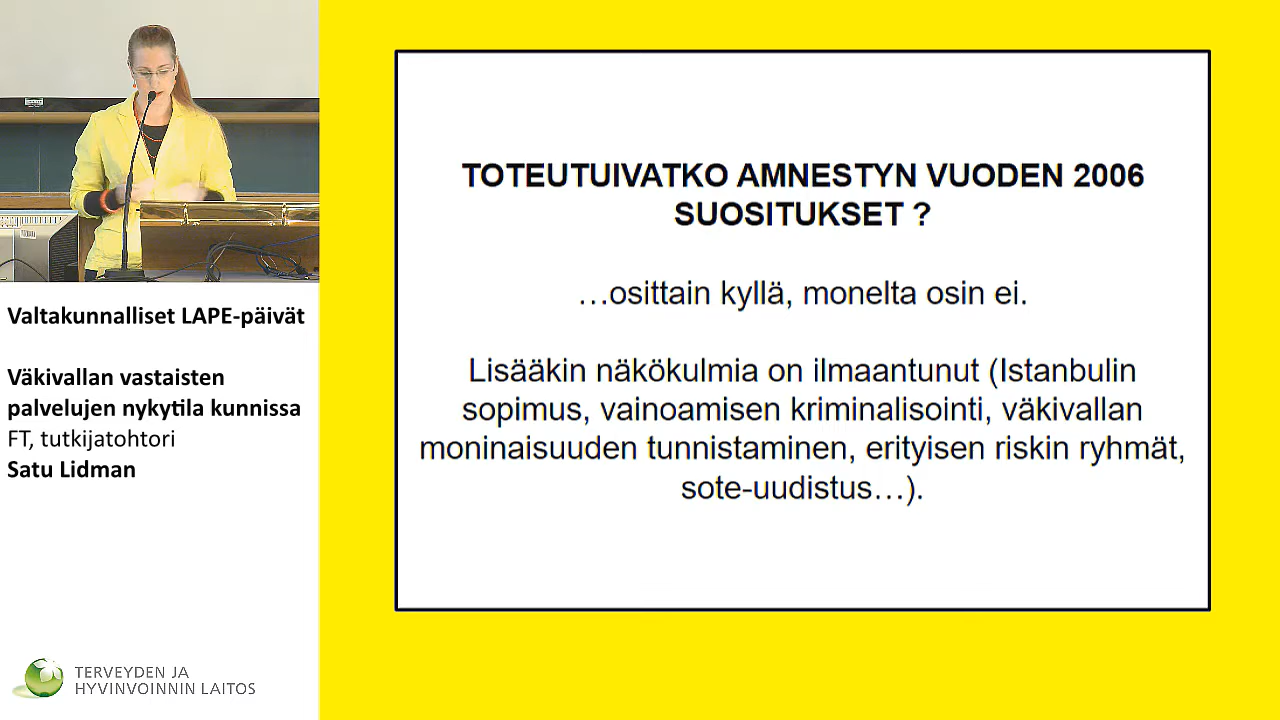 Valtakunnalliset LAPE-päivät
Väkivallan vastaisten
palvelujen nykytila kunnissa
FT, tutkijatohtori
Satu Lidman
TERVEYDEN JA
HYVINVOINNIN LAITOS
TOTEUTUIVATKO AMNESTYN VUODEN 2006
SUOSITUKSET ?
…osittain kyllä, monelta osin ei.
Lisääkin näkökulmia on ilmaantunut (Istanbulin
sopimus, vainoamisen kriminalisointi, väkivallan
moninaisuuden tunnistaminen, erityisen riskin ryhmät,
sote-uudistus…).